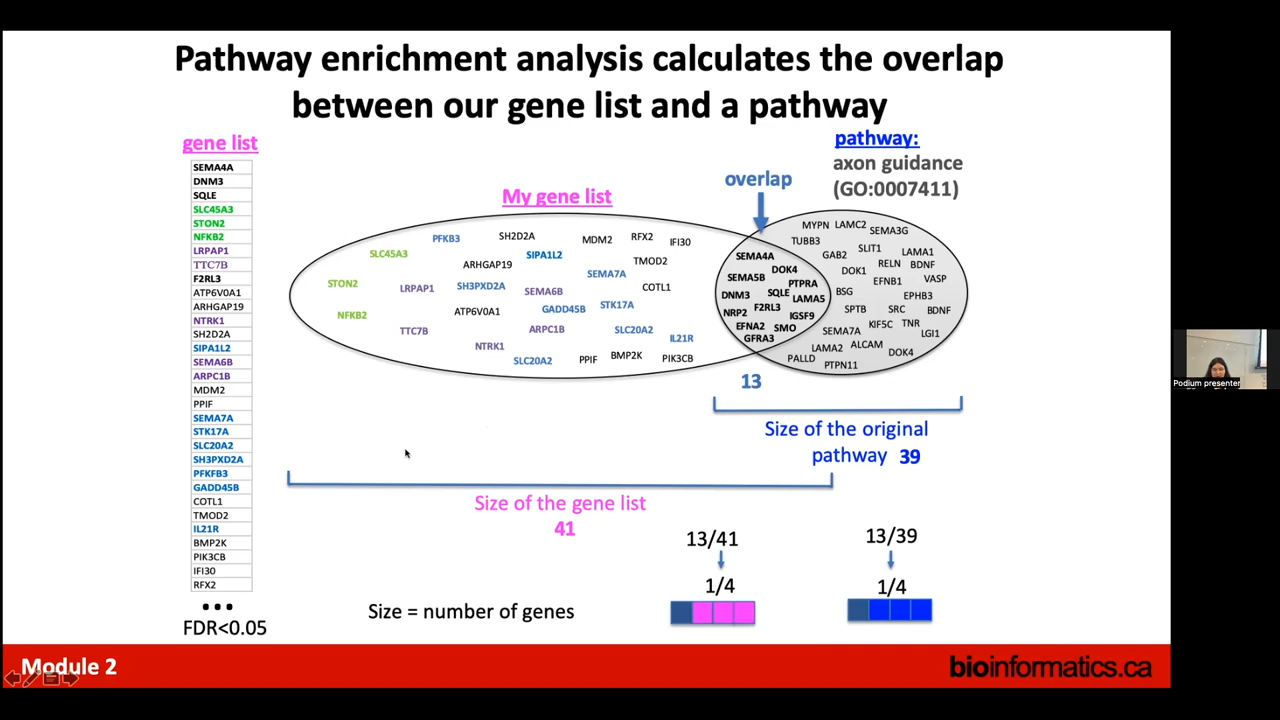 Pathway enrichment analysis calculates the overlap
between our gene list and a pathway
gene list
SEMA4A
DNM3
SQLE
SLC45A3
STON2
NFKB2
LRPAP1
TTC7B
F2RL3
ATP6V0A1
ARHGAP19
NTRK1
SH2D2A
SIPA1L2
SEMA6B
ARPC1B
MDM2
PPIF
SEMA7A
STK17A
SLC20A2
SH3PXD2A
PFKFB3
GADD45B
COTL1
TMOD2
IL21R
BMP2K
PIK3CB
IFI30
RFX2
...
FDR<0.05
My gene list
PFKB3
SH2D2A
MDM2
RFX2
IFI30
SLC45A3
SIPA1L2
ARHGAP19
TMOD2
SEMA7A
STON2
LRPAP1
SH3PXD2A
SEMA6B
COTL1
NFKB2
ATP6V0A1
GADD45B
STK17A
TTC7B
ARPC1B
SLC20A2
IL21R
NTRK1
SLC20A2
PPIF
BMP2K
PIK3CB
overlap
SEMA4A
SEMA5B
DOK4
PTPRA
DNM3
SQLE
LAMA5
NRP2
F2RL3
IGSF9
EFNA2
SMO
GFRA3
13
pathway:
axon guidance
(GO:0007411)
MYPN
LAMC2
SEMA3G
TUBB3
GAB2
SLIT1
LAMA1
DOK1
RELN
BDNF
EFNB1
VASP
BSG
EPHB3
SPTB
SRC
BDNF
SEMA7A
KIF5C
TNR
LGI1
LAMA2
ALCAM
DOK4
PALLD
PTPN11
Size of the original
pathway 39
Size of the gene list
41
13/41
1/4
13/39
1/4
Size = number of genes
Module 2
bioinformatics.ca
Podium presenter